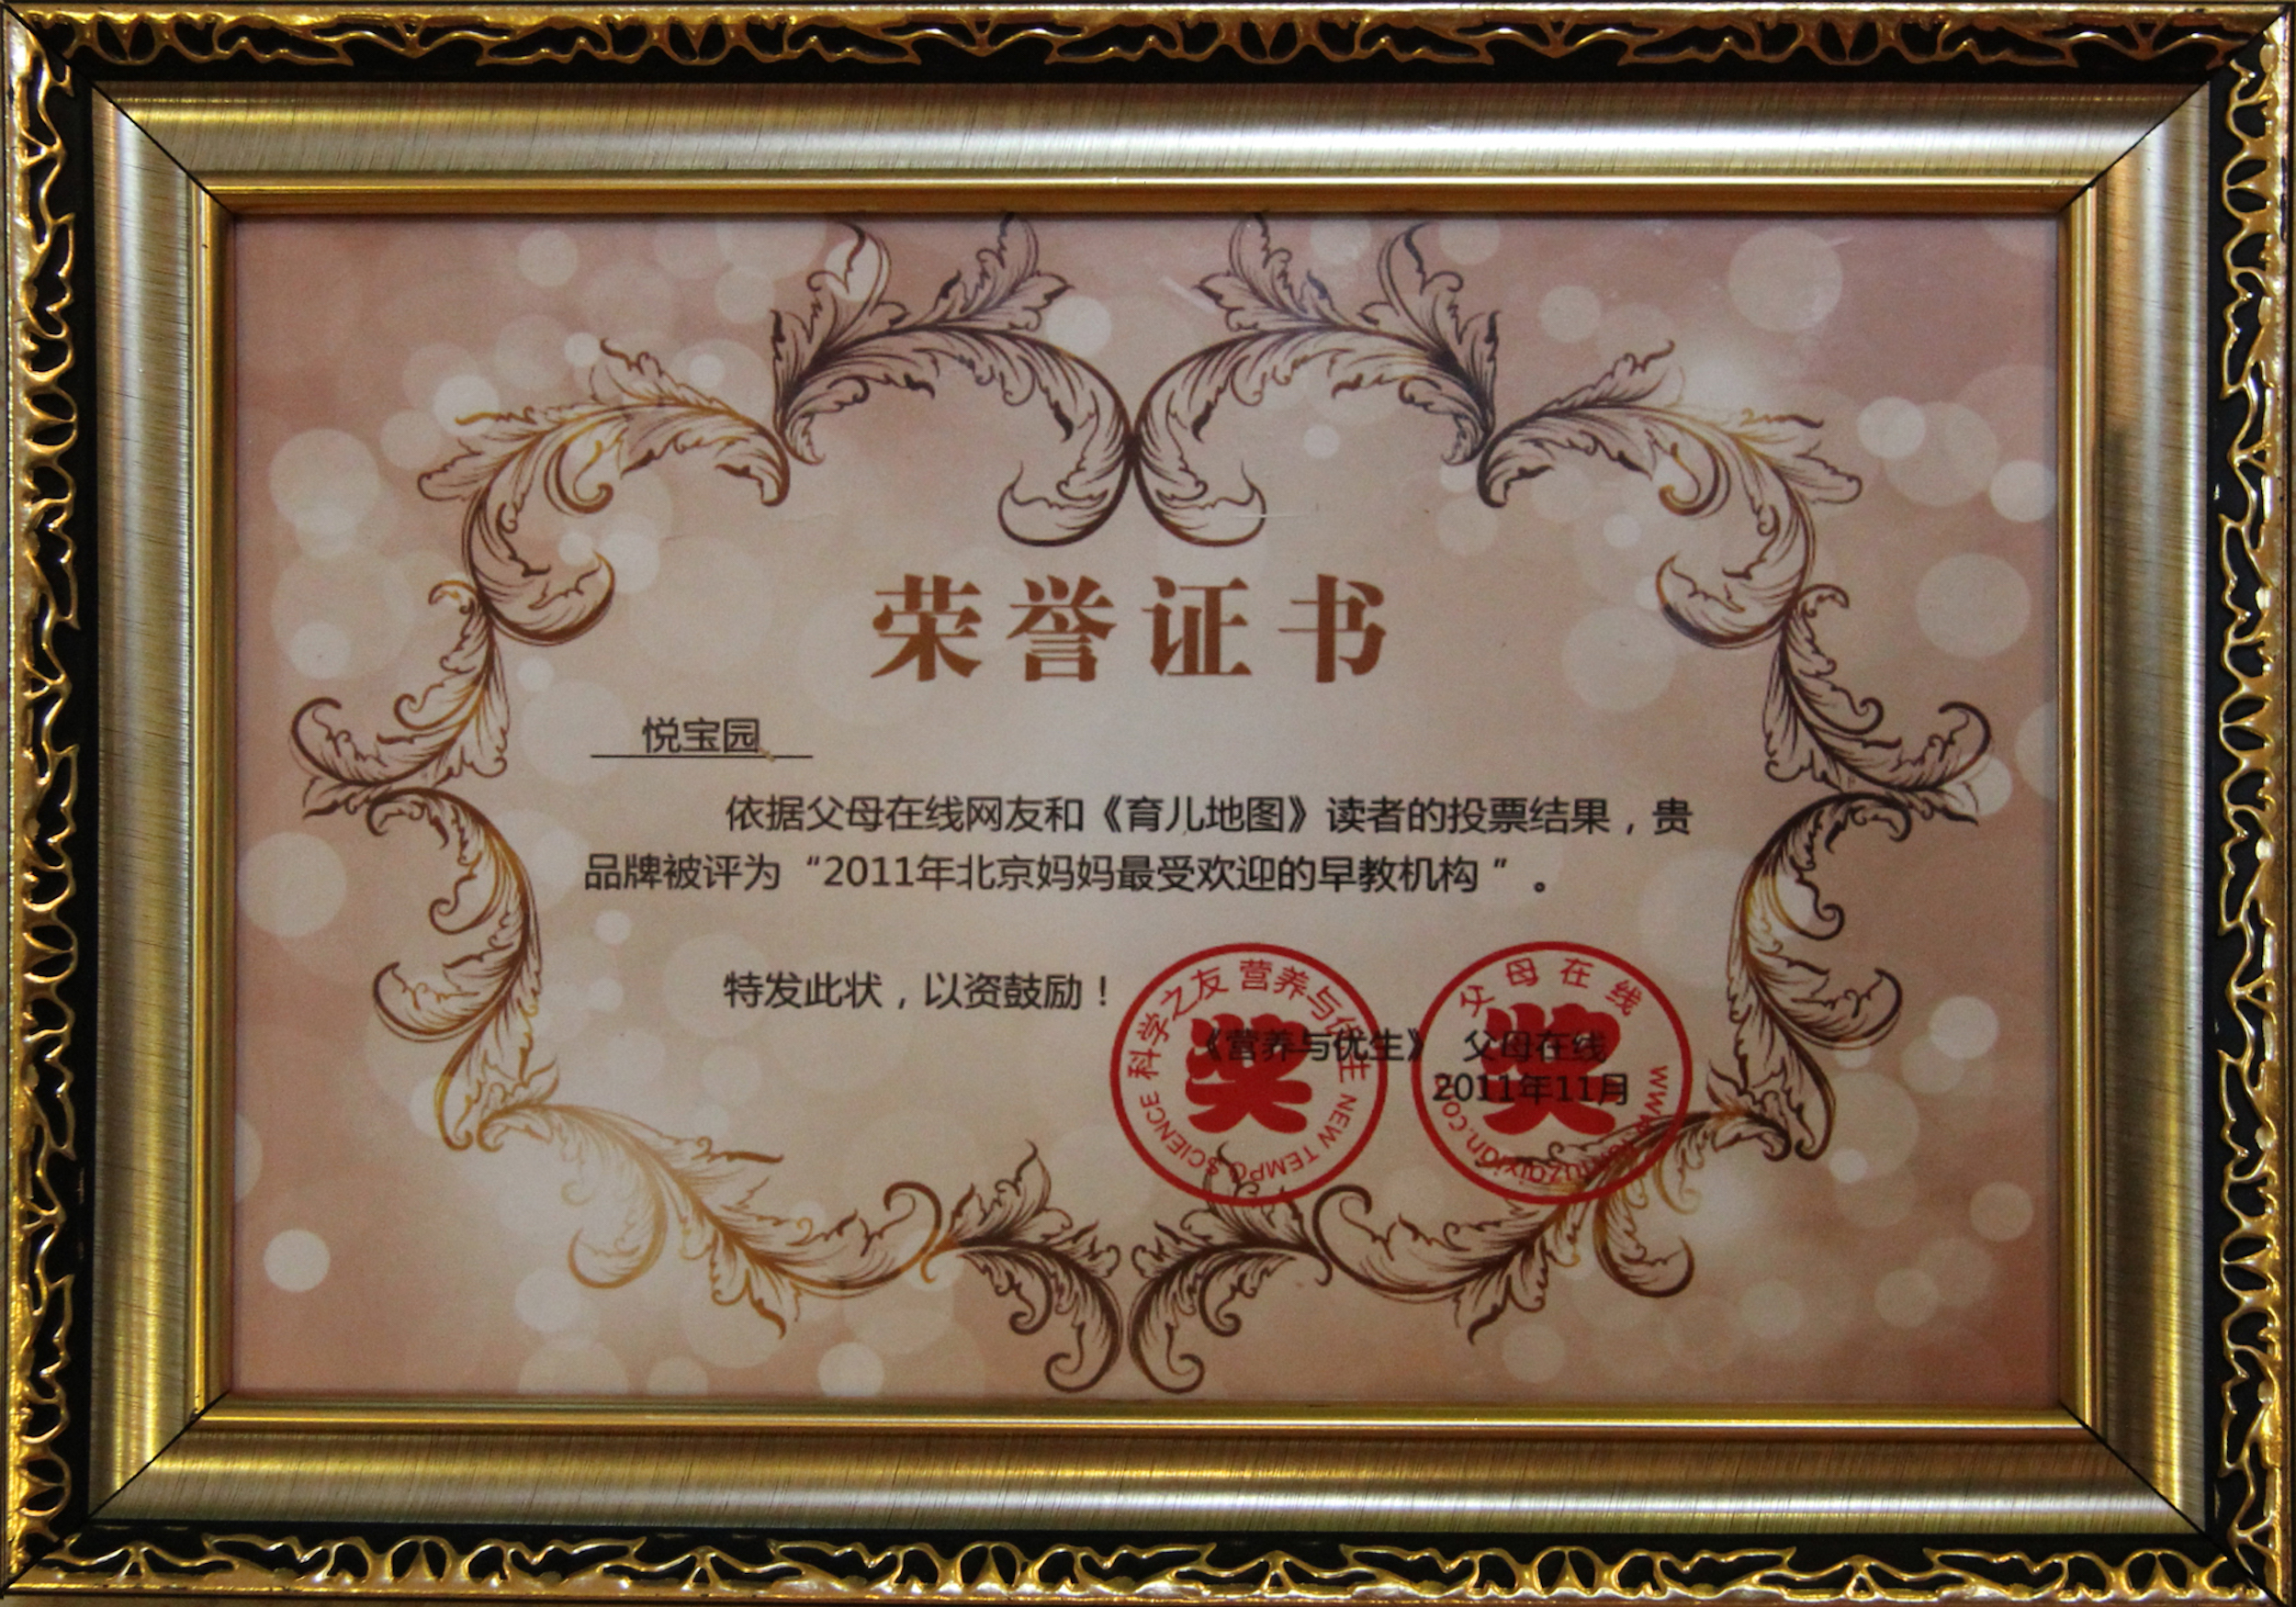 荣誉证书
悦宝园
依据父母在线网友和《育儿地图》读者的投票结果，贵
品牌被评为“2011年北京妈妈最受欢迎的早教机构”。
特发此状，以资鼓励！
《营养与优生》 父母在线
2011年11月
科学之友 营养与优生
奖
NEW TEMPO SCIENCE
父母在线
奖